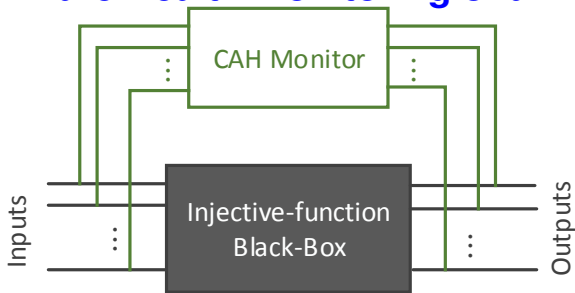 CAH Monitor
⋮ ⋮
Injective-function
Black-Box
Inputs
⋮ ⋮
Outputs